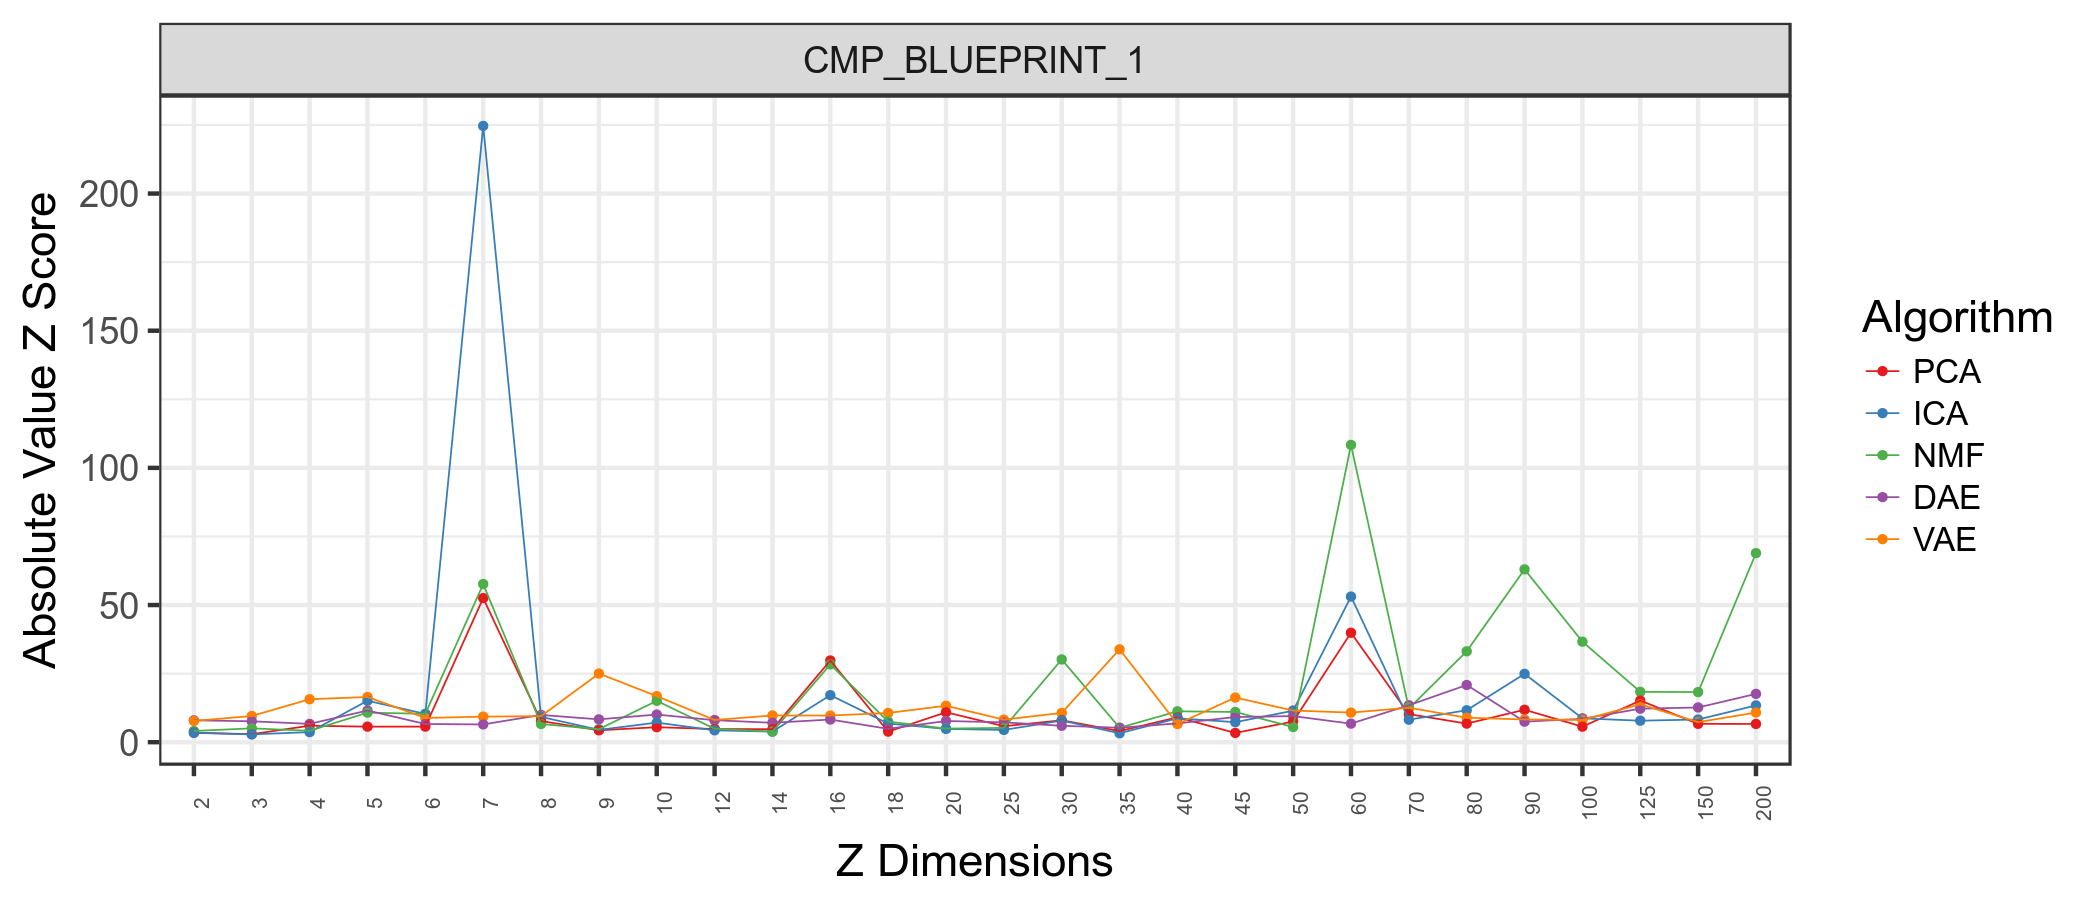 CMP_BLUEPRINT_1
Absolute Value Z Score
200
150
100
50
0
2 3 4 5 6 7 8 9 10 12 14 16 18 20 25 30 35 40 45 50 60 70 80 90 100 125 150 200
Z Dimensions
Algorithm
PCA
ICA
NMF
DAE
VAE